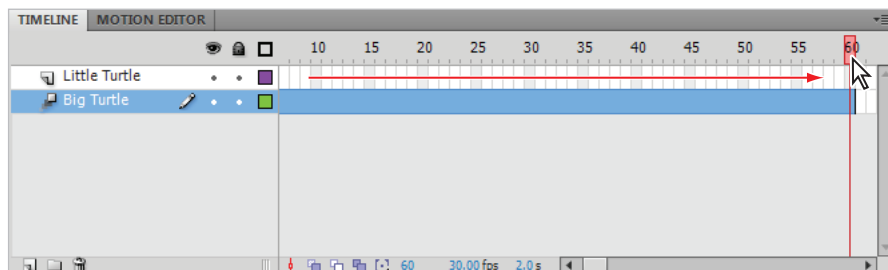 TIMELINE MOTION EDITOR
10 15 20 25 30 35 40 45 50 55 60
Little Turtle
Big Turtle
60 30.00 fps 2.0 s